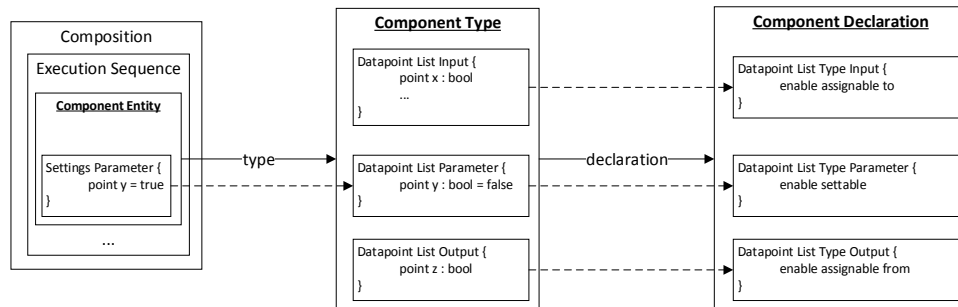 Composition
Execution Sequence
Component Entity
Settings Parameter {
point y = true
}
...
type
Component Type
Datapoint List Input {
point x : bool
...
}
Datapoint List Parameter {
point y : bool = false
}
Datapoint List Output {
point z : bool
}
declaration
Component Declaration
Datapoint List Type Input {
enable assignable to
}
Datapoint List Type Parameter {
enable settable
}
Datapoint List Type Output {
enable assignable from
}